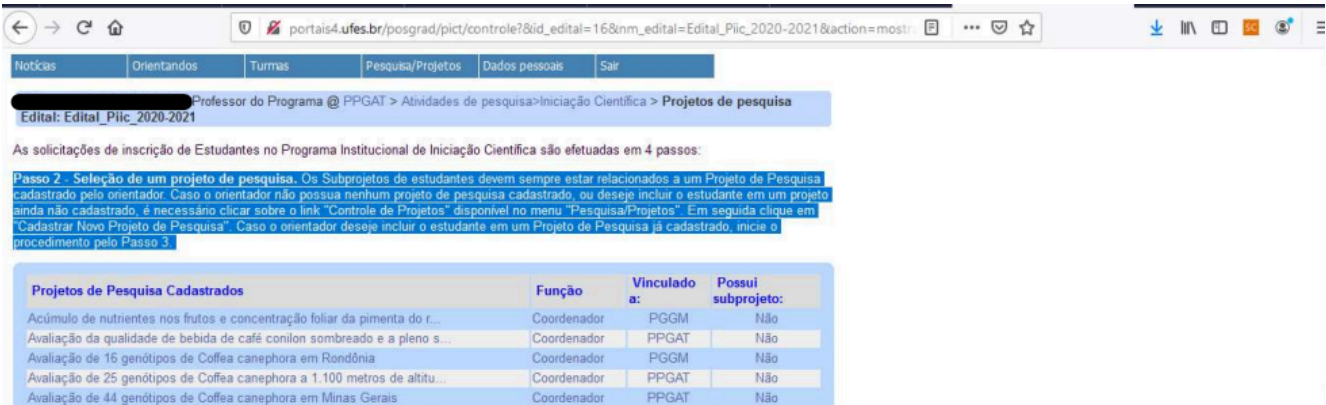 portais4.ufes.br/posgrad/pict/controle?&id_edital=16&nm_edital=Edital_Piic_2020-2021&action=mostr
SC
Notícias Orientandos Turmas Pesquisa/Projetos Dados pessoais Sair
Professor do Programa @ PPGAT > Atividades de pesquisa>Iniciação Científica > Projetos de pesquisa
Edital: Edital_Piic_2020-2021
As solicitações de inscrição de Estudantes no Programa Institucional de Iniciação Científica são efetuadas em 4 passos:
Passo 2 - Seleção de um projeto de pesquisa. Os Subprojetos de estudantes devem sempre estar relacionados a um Projeto de Pesquisa
cadastrado pelo orientador. Caso o orientador não possua nenhum projeto de pesquisa cadastrado, ou deseje incluir o estudante em um projeto
ainda não cadastrado, é necessário clicar sobre o link "Controle de Projetos" disponível no menu "Pesquisa/Projetos". Em seguida clique em
"Cadastrar Novo Projeto de Pesquisa". Caso o orientador deseje incluir o estudante em um Projeto de Pesquisa já cadastrado, inicie o
procedimento pelo Passo 3.
Projetos de Pesquisa Cadastrados Função Vinculado a: Possui subprojeto:
Acúmulo de nutrientes nos frutos e concentração foliar da pimenta do r... Coordenador PGGM Não
Avaliação da qualidade de bebida de café conilon sombreado e a pleno s... Coordenador PPGAT Não
Avaliação de 16 genótipos de Coffea canephora em Rondônia Coordenador PGGM Não
Avaliação de 25 genótipos de Coffea canephora a 1.100 metros de altitu... Coordenador PPGAT Não
Avaliação de 44 genótipos de Coffea canephora em Minas Gerais Coordenador PPGAT Não